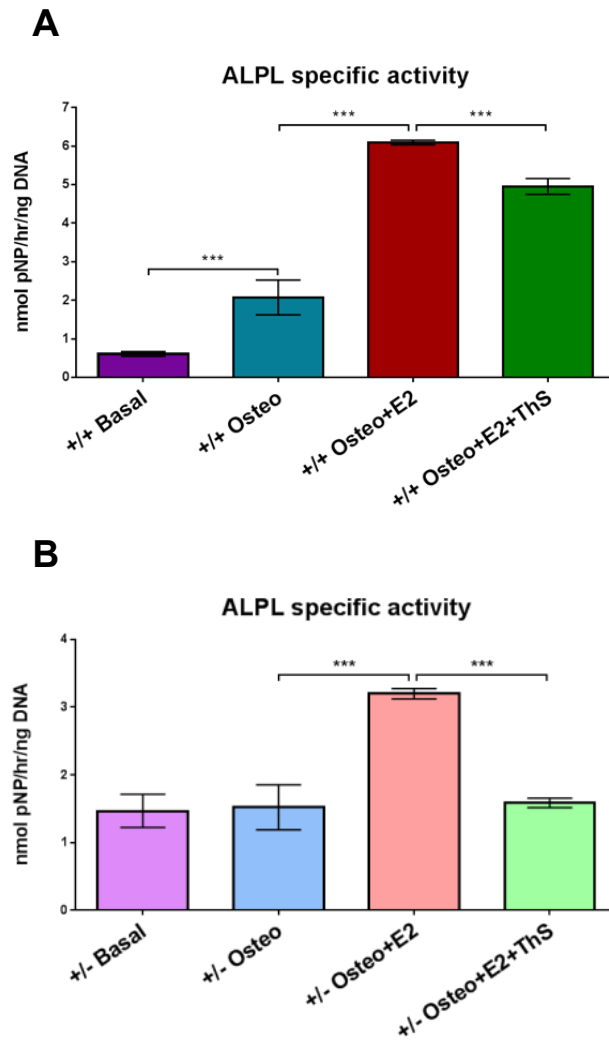 A
ALPL specific activity
nmol pNP/hr/ng DNA
7
6
5
4
3
2
1
0
***
***
***
+/+ Basal
+/+ Osteo
+/+ Osteo+E2
+/+ Osteo+E2+ThS
B
ALPL specific activity
nmol pNP/hr/ng DNA
4
3
2
1
0
***
***
+/- Basal
+/- Osteo
+/- Osteo+E2
+/- Osteo+E2+ThS